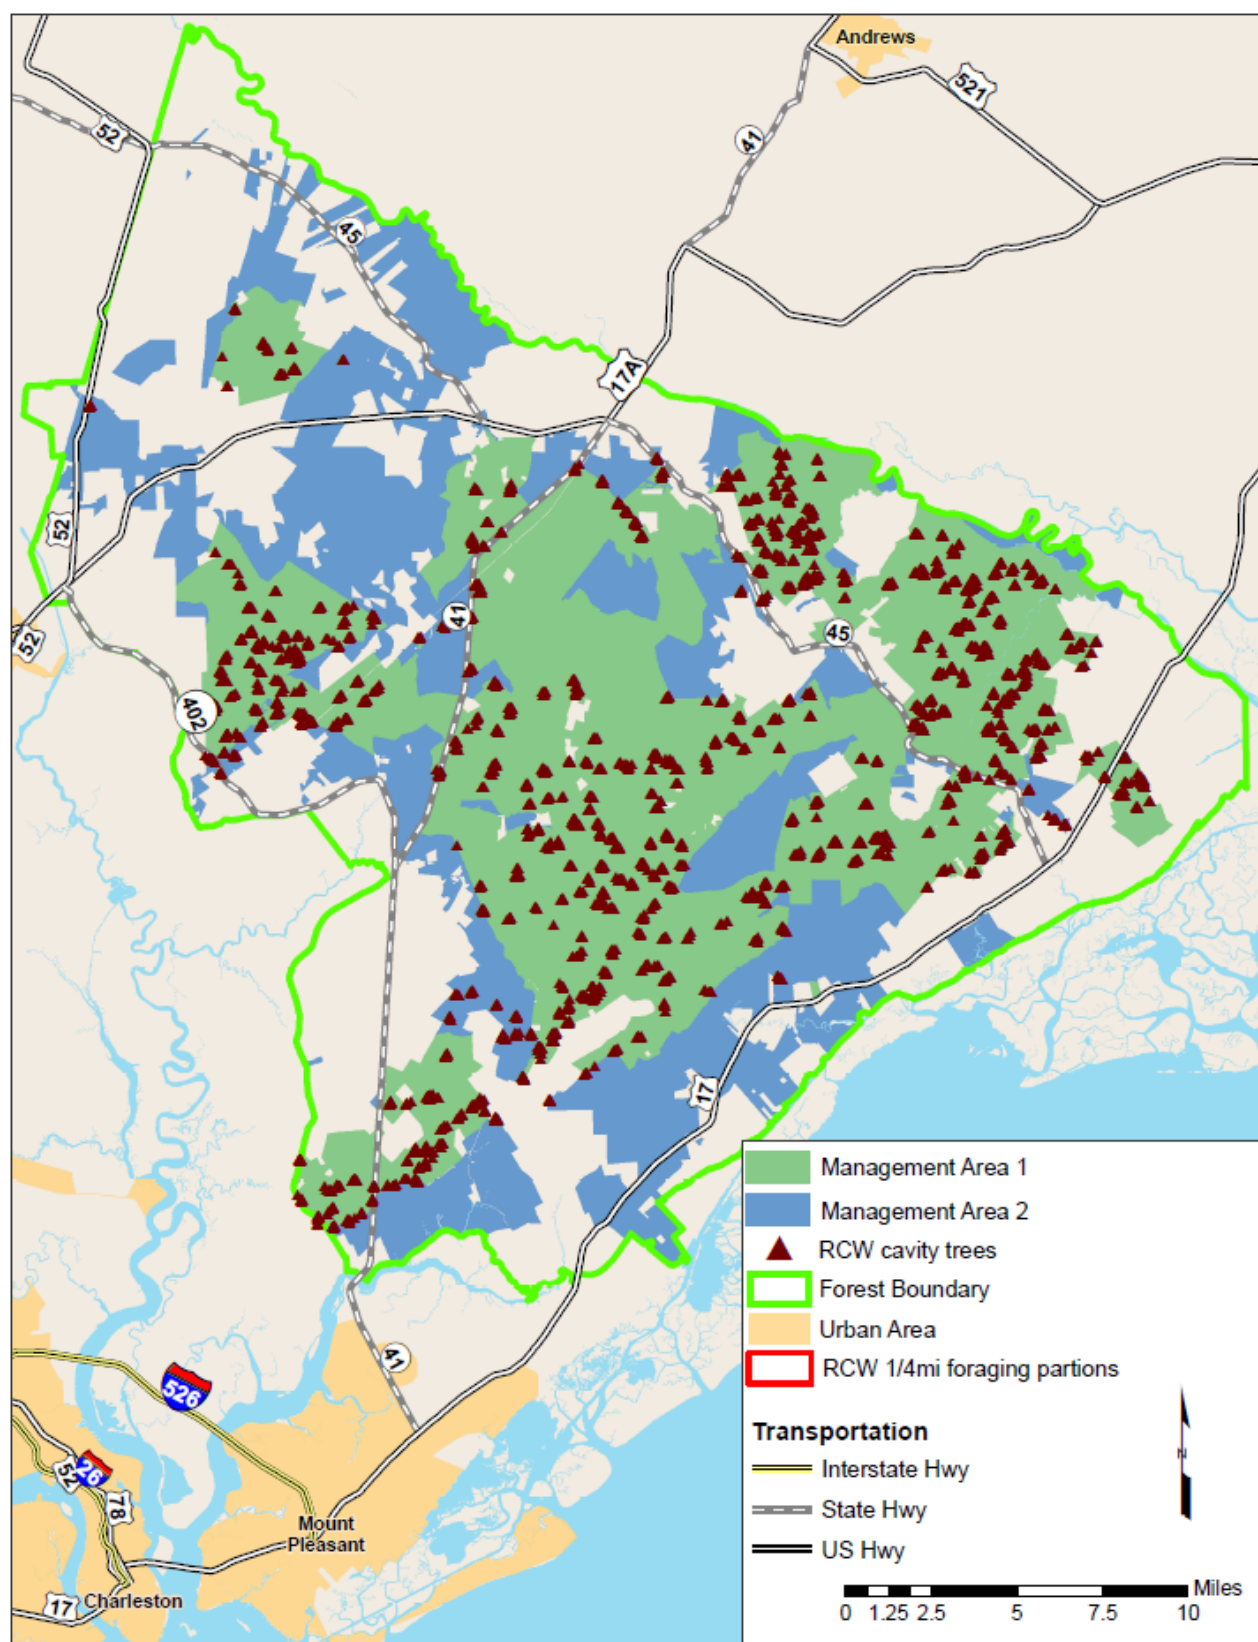 Andrews
521
52
41
45
17A
52
52
41
45
402
17
Management Area 1
Management Area 2
RCW cavity trees
Forest Boundary
Urban Area
RCW 1/4mi foraging partions
41
526
Transportation
N
26
52
Interstate Hwy
78
State Hwy
Mount
Pleasant
US Hwy
Miles
Charleston
17
0 1.25 2.5 5 7.5 10